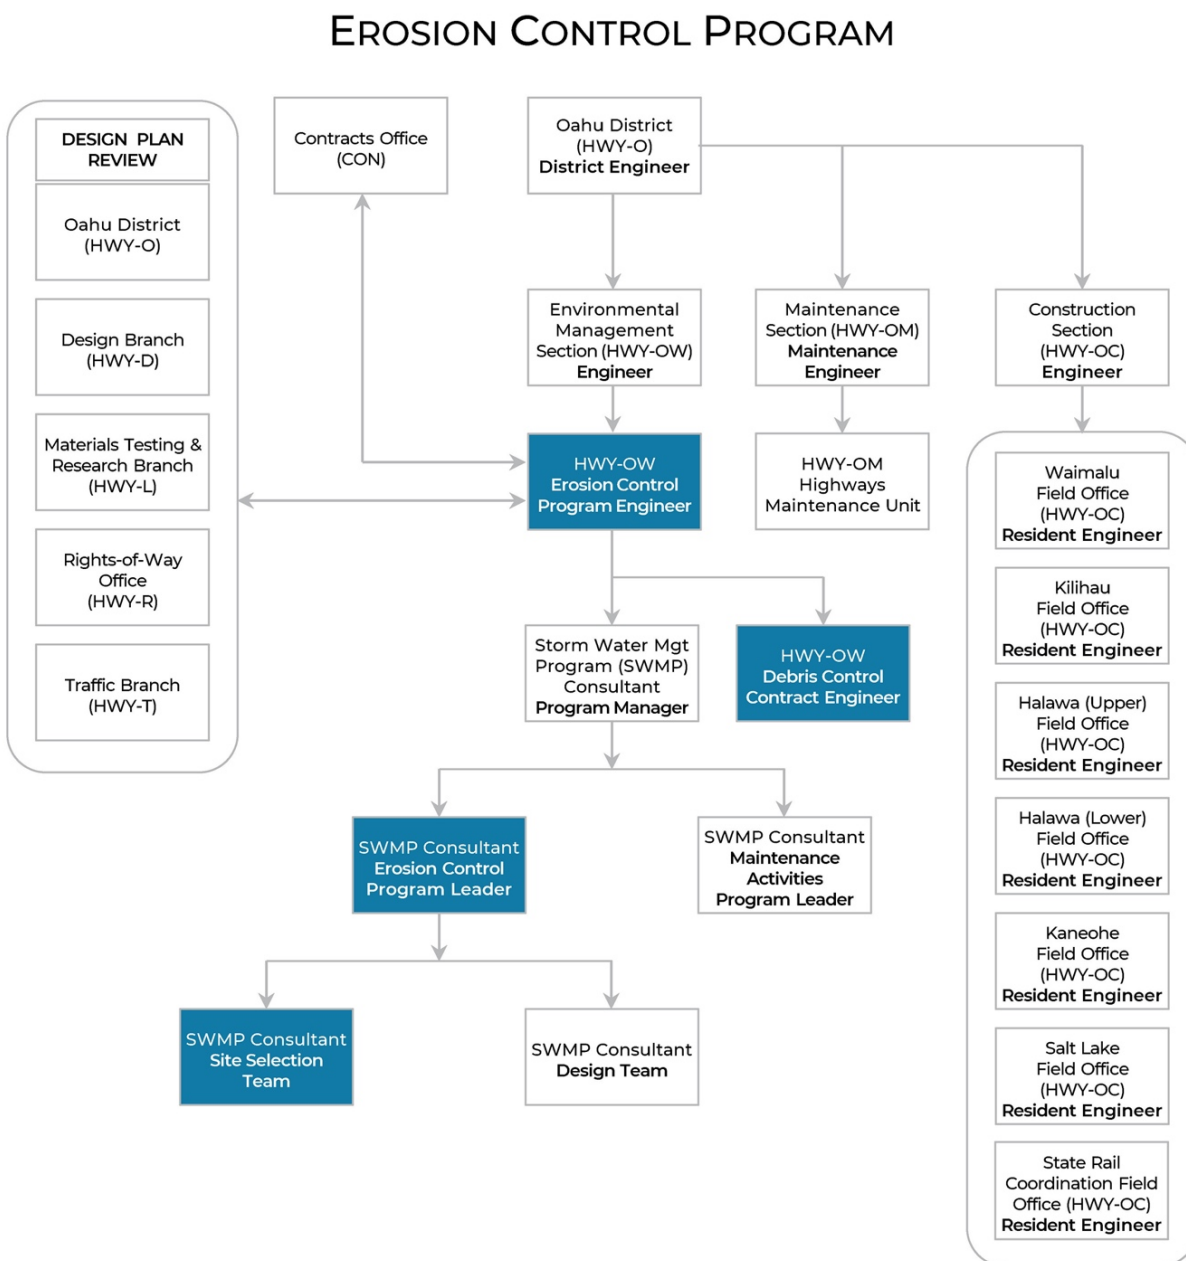 EROSION CONTROL PROGRAM
DESIGN PLAN
REVIEW
Oahu District
(HWY-O)
Design Branch
(HWY-D)
Materials Testing &
Research Branch
(HWY-L)
Rights-of-Way
Office
(HWY-R)
Traffic Branch
(HWY-T)
Contracts Office
(CON)
Oahu District
(HWY-O)
District Engineer
Environmental
Management
Section (HWY-OW)
Engineer
Maintenance
Section (HWY-OM)
Maintenance
Engineer
Construction
Section
(HWY-OC)
Engineer
HWY-OW
Erosion Control
Program Engineer
HWY-OM
Highways
Maintenance Unit
Storm Water Mgt
Program (SWMP)
Consultant
Program Manager
HWY-OW
Debris Control
Contract Engineer
SWMP Consultant
Erosion Control
Program Leader
SWMP Consultant
Maintenance
Activities
Program Leader
SWMP Consultant
Site Selection
Team
SWMP Consultant
Design Team
Waimalu
Field Office
(HWY-OC)
Resident Engineer
Kilihau
Field Office
(HWY-OC)
Resident Engineer
Halawa (Upper)
Field Office
(HWY-OC)
Resident Engineer
Halawa (Lower)
Field Office
(HWY-OC)
Resident Engineer
Kaneohe
Field Office
(HWY-OC)
Resident Engineer
Salt Lake
Field Office
(HWY-OC)
Resident Engineer
State Rail
Coordination Field
Office (HWY-OC)
Resident Engineer